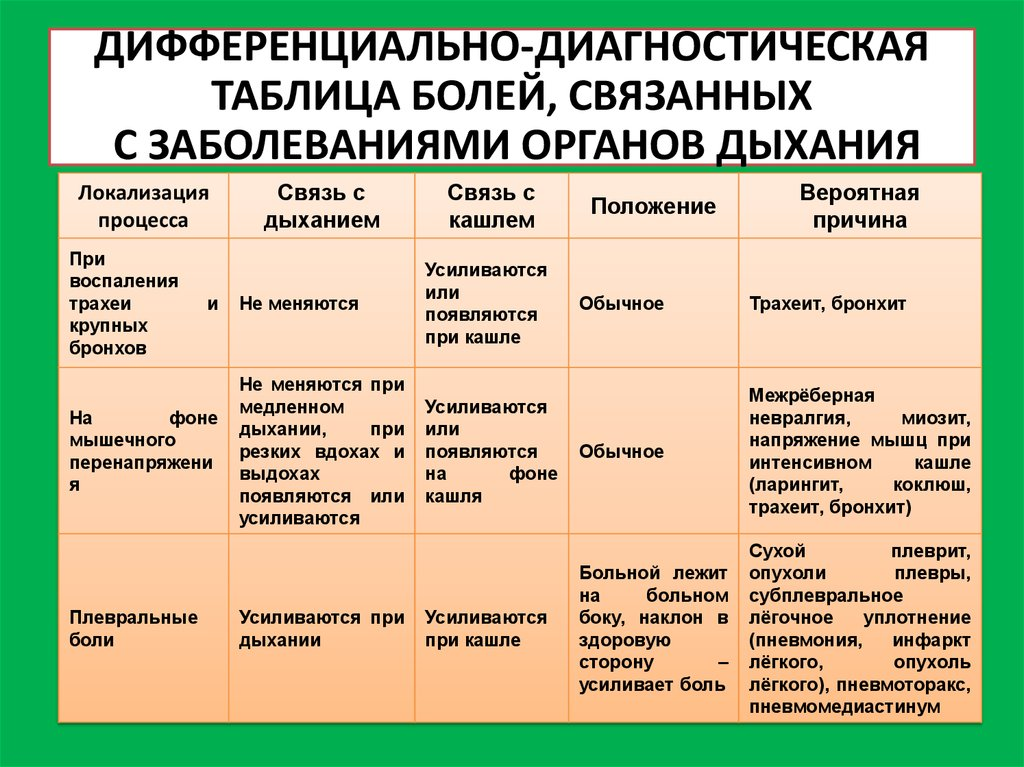 ДИФФЕРЕНЦИАЛЬНО-ДИАГНОСТИЧЕСКАЯ
ТАБЛИЦА БОЛЕЙ, СВЯЗАННЫХ
С ЗАБОЛЕВАНИЯМИ ОРГАНОВ ДЫХАНИЯ
Локализация
процесса
Связь с
дыханием
Связь с
кашлем
Положение
Вероятная
причина
При
воспаления
трахеи и
крупных
бронхов
Не меняются
Усиливаются
или
появляются
при кашле
Обычное
Трахеит, бронхит
На фоне
мышечного
перенапряжени
я
Не меняются при
медленном
дыхании, при
резких вдохах и
выдохах
появляются или
усиливаются
Усиливаются
или
появляются
на фоне
кашля
Обычное
Межрёберная
невралгия, миозит,
напряжение мышц при
интенсивном кашле
(ларингит, коклюш,
трахеит, бронхит)
Плевральные
боли
Усиливаются при
дыхании
Усиливаются
при кашле
Больной лежит
на больном
боку, наклон в
здоровую
сторону –
усиливает боль
Сухой плеврит,
опухоли плевры,
субплевральное
лёгочное уплотнение
(пневмония, инфаркт
лёгкого, опухоль
лёгкого), пневмоторакс,
пневмомедиастинум